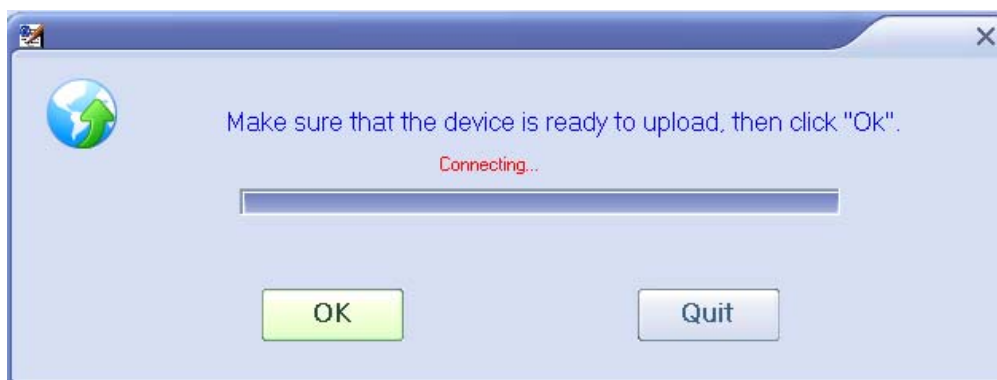 Make sure that the device is ready to upload, then click "Ok".
Connecting...
OK
Quit